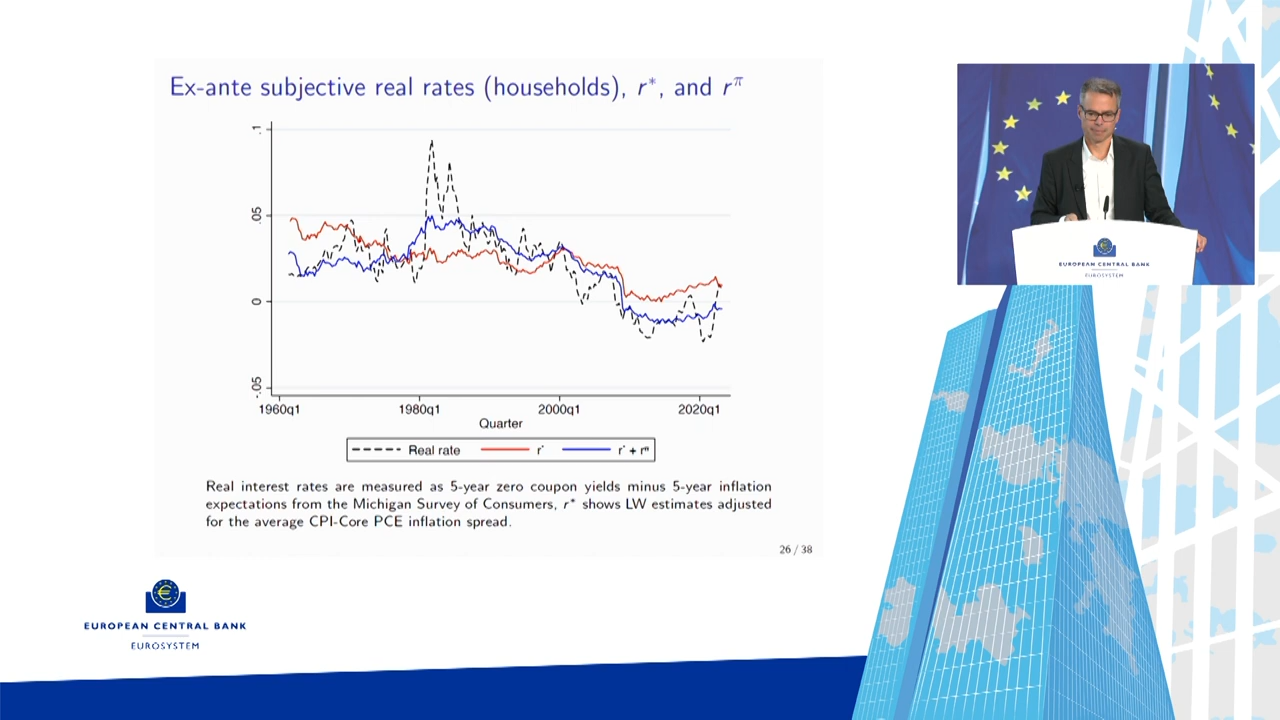 Ex-ante subjective real rates (households), r*, and r^π
.1
.05
0
-.05
1960q1 1980q1 2000q1 2020q1
Quarter
Real rate r* r* + r^π
Real interest rates are measured as 5-year zero coupon yields minus 5-year inflation
expectations from the Michigan Survey of Consumers, r* shows LW estimates adjusted
for the average CPI-Core PCE inflation spread.
26 / 38
EUROPEAN CENTRAL BANK
EUROSYSTEM
EUROPEAN CENTRAL BANK
EUROSYSTEM